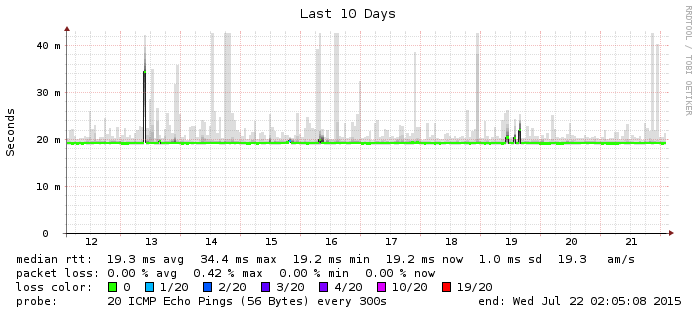 Last 10 Days
RRDTOOL / TOBI OETIKER
Seconds
40 m
30 m
20 m
10 m
0
12 13 14 15 16 17 18 19 20 21
median rtt: 19.3 ms avg 34.4 ms max 19.2 ms min 19.2 ms now 1.0 ms sd 19.3 am/s
packet loss: 0.00 % avg 0.42 % max 0.00 % min 0.00 % now
loss color: 0 1/20 2/20 3/20 4/20 10/20 19/20
probe: 20 ICMP Echo Pings (56 Bytes) every 300s end: Wed Jul 22 02:05:08 2015